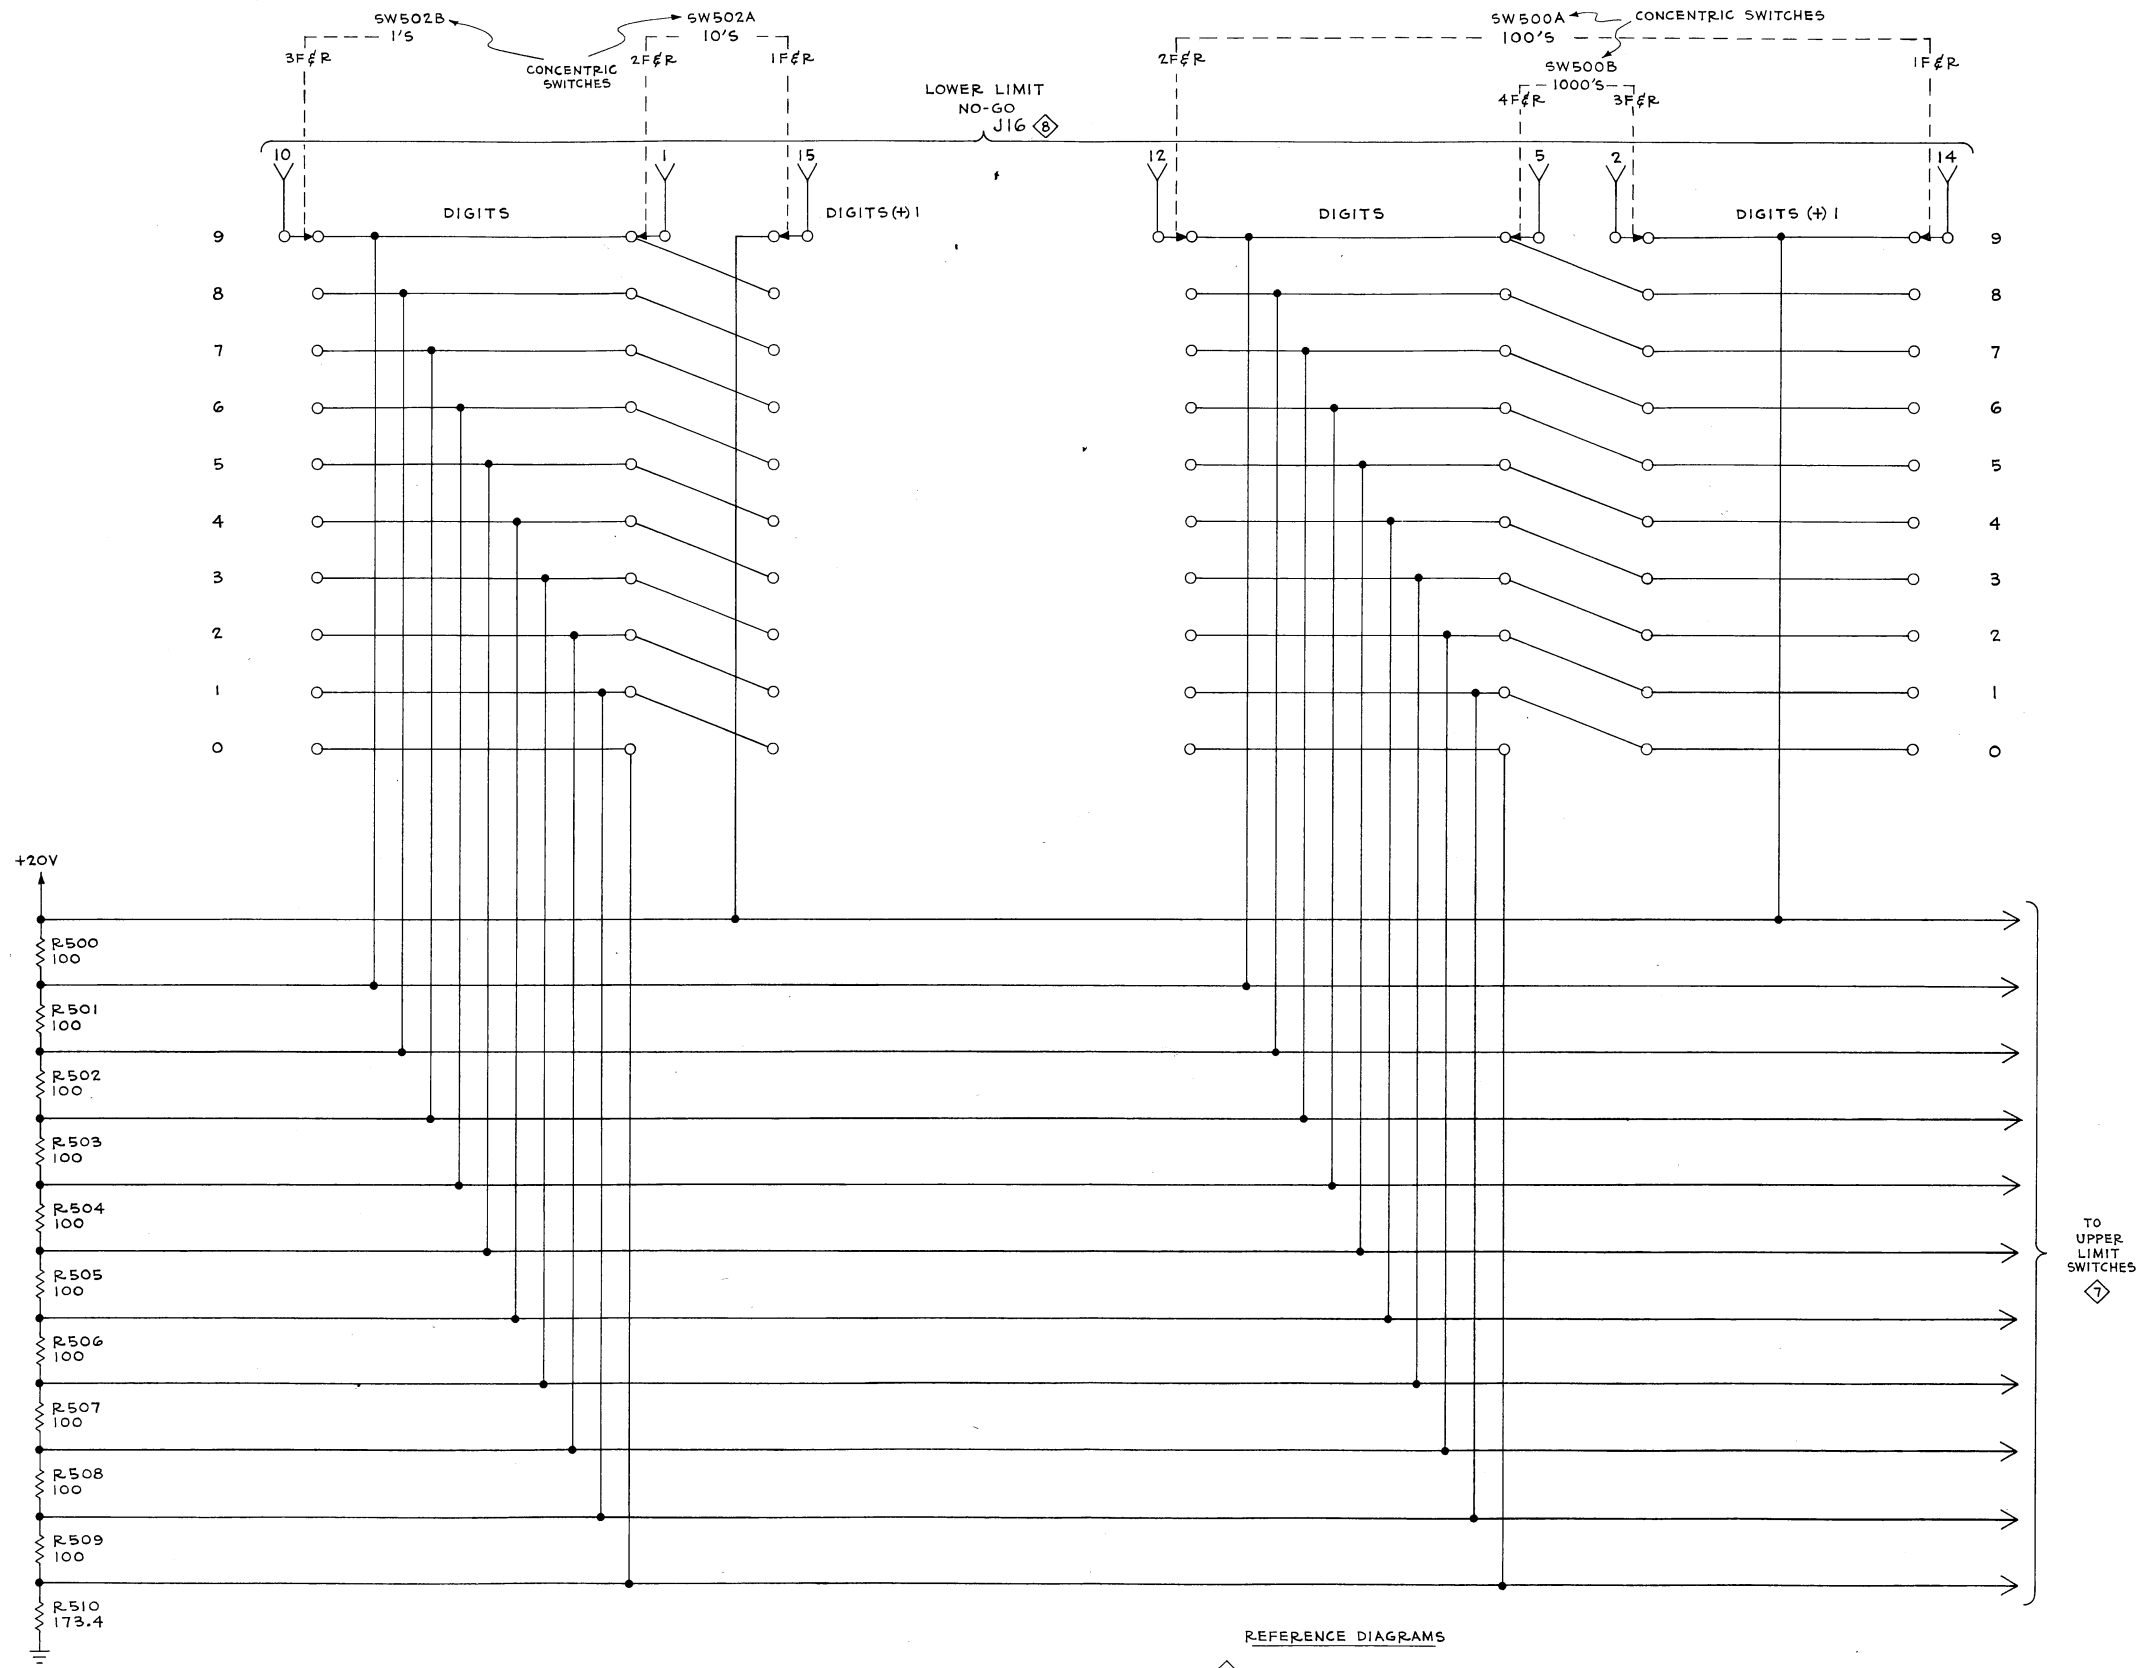 SW502B
1'S
SW502A
10'S
3F&R
CONCENTRIC
SWITCHES
2F&R
1F&R
SW500A
100'S
CONCENTRIC SWITCHES
2F&R
SW500B
1000'S
4F&R
3F&R
1F&R
LOWER LIMIT
NO-GO
J16 8
10
1
15
12
5
2
14
DIGITS
DIGITS(+)1
DIGITS
DIGITS (+) 1
9
9
8
8
7
7
6
6
5
5
4
4
3
3
2
2
1
1
0
0
+20V
R500
100
R501
100
R502
100
R503
100
R504
100
R505
100
R506
100
R507
100
R508
100
R509
100
R510
173.4
TO
UPPER
LIMIT
SWITCHES
7
REFERENCE DIAGRAMS